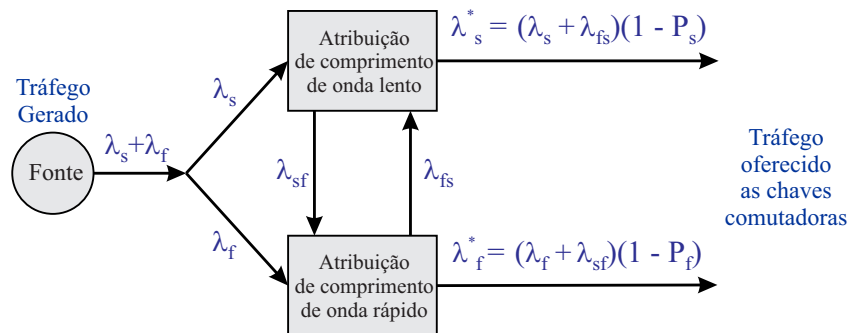 Tráfego
Gerado
Fonte
λs+λf
λs
λf
Atribuição
de comprimento
de onda lento
λsf
λfs
Atribuição
de comprimento
de onda rápido
λ*s = (λs + λfs)(1 - Ps)
Tráfego
oferecido
as chaves
comutadoras
λ*f = (λf + λsf)(1 - Pf)